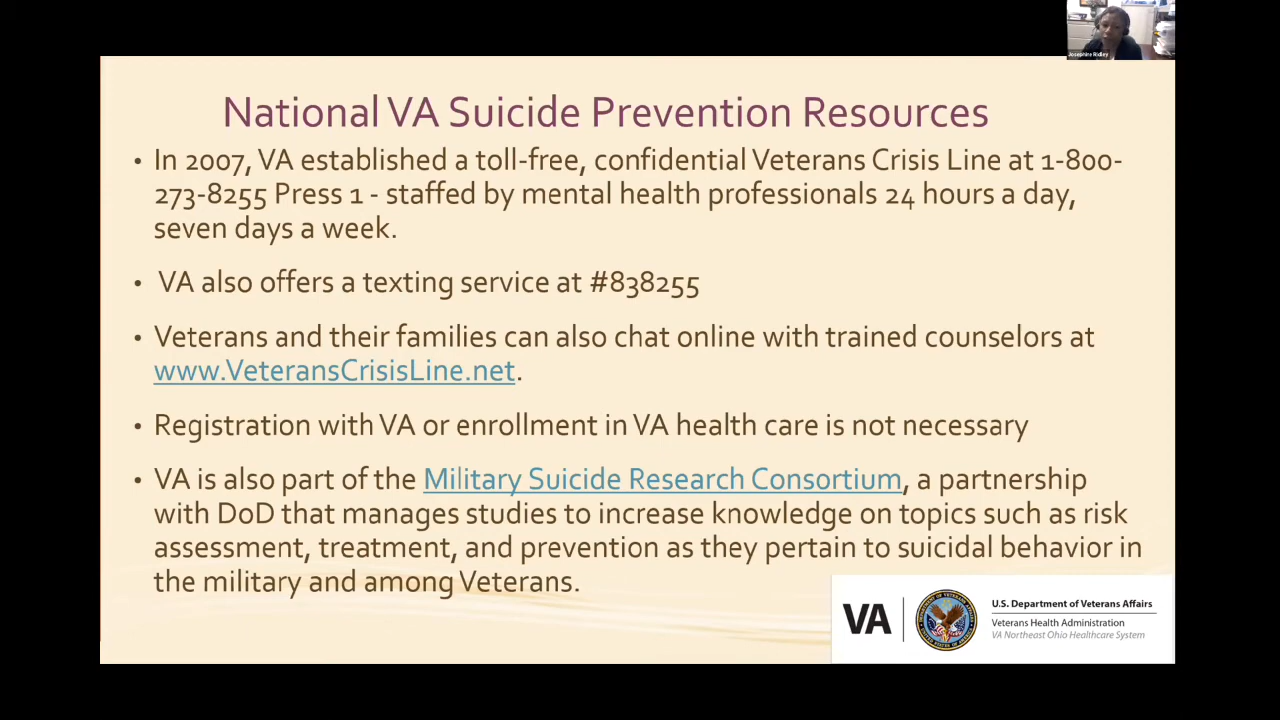 Josephine Ridley
National VA Suicide Prevention Resources
• In 2007, VA established a toll-free, confidential Veterans Crisis Line at 1-800-
273-8255 Press 1 - staffed by mental health professionals 24 hours a day,
seven days a week.
• VA also offers a texting service at #838255
• Veterans and their families can also chat online with trained counselors at
www.VeteransCrisisLine.net.
• Registration with VA or enrollment in VA health care is not necessary
• VA is also part of the Military Suicide Research Consortium, a partnership
with DoD that manages studies to increase knowledge on topics such as risk
assessment, treatment, and prevention as they pertain to suicidal behavior in
the military and among Veterans.
VA
U.S. Department of Veterans Affairs
Veterans Health Administration
VA Northeast Ohio Healthcare System